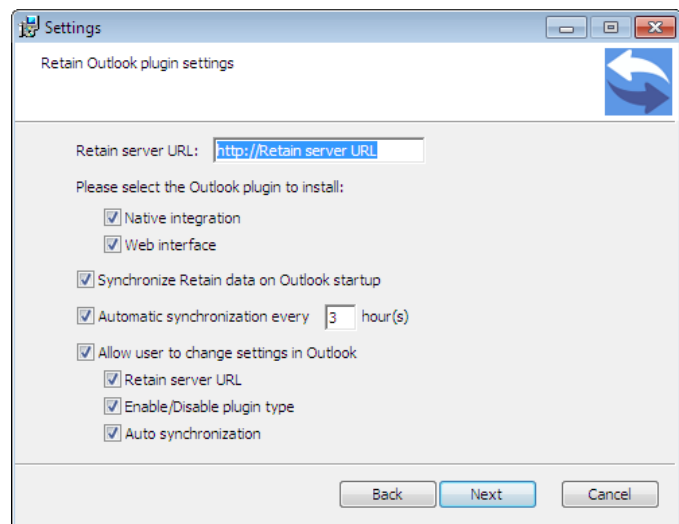 Settings
Retain Outlook plugin settings
Retain server URL: http://Retain server URL
Please select the Outlook plugin to install:
Native integration
Web interface
Synchronize Retain data on Outlook startup
Automatic synchronization every 3 hour(s)
Allow user to change settings in Outlook
Retain server URL
Enable/Disable plugin type
Auto synchronization
Back Next Cancel